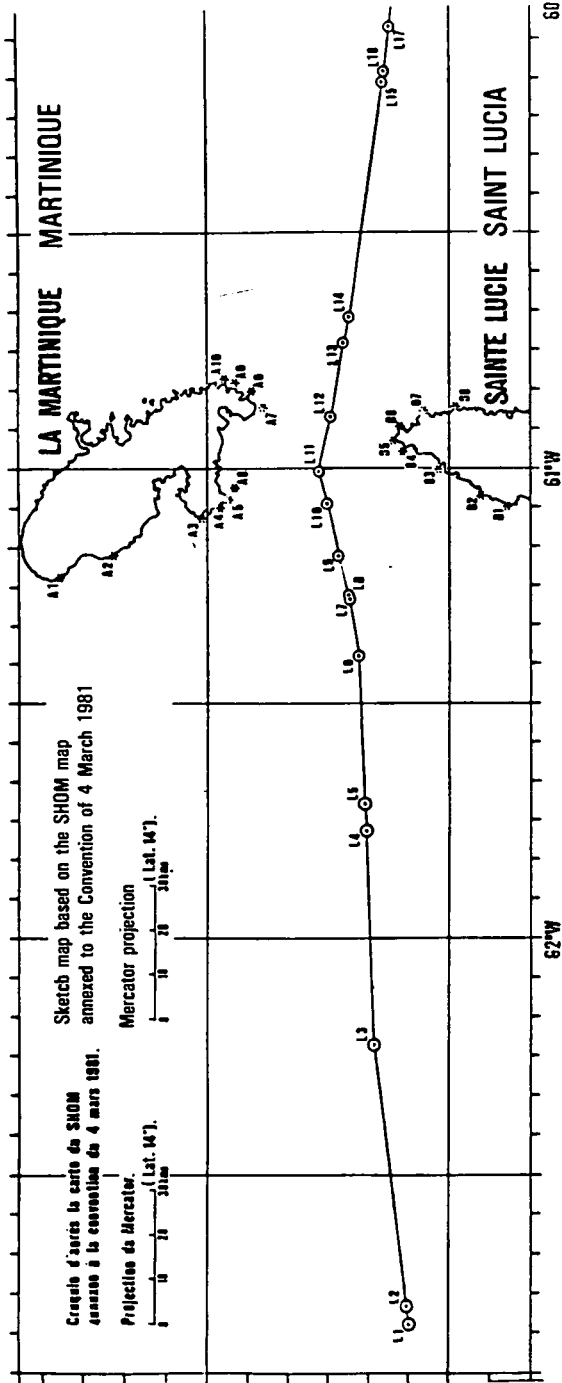 Croquis d'après la carte du SHOM
annexée à la convention du 4 mars 1981.
Projection de Mercator.
(Lat. 14°).
0 10 20 30km
Sketch map based on the SHOM map
annexed to the Convention of 4 March 1981
Mercator projection
(Lat. 14°).
0 10 20 30km
LA MARTINIQUE MARTINIQUE
A1
A2
A3
A4
A5
A6
A7
A8
A9
A10
L1
L2
L3
L4
L5
L6
L7
L8
L9
L10
L11
L12
L13
L14
L15
L16
L17
B1
B2
B3
B4
B5
B6
B7
B8
SAINTE LUCIE SAINT LUCIA
62°W
61°W
60